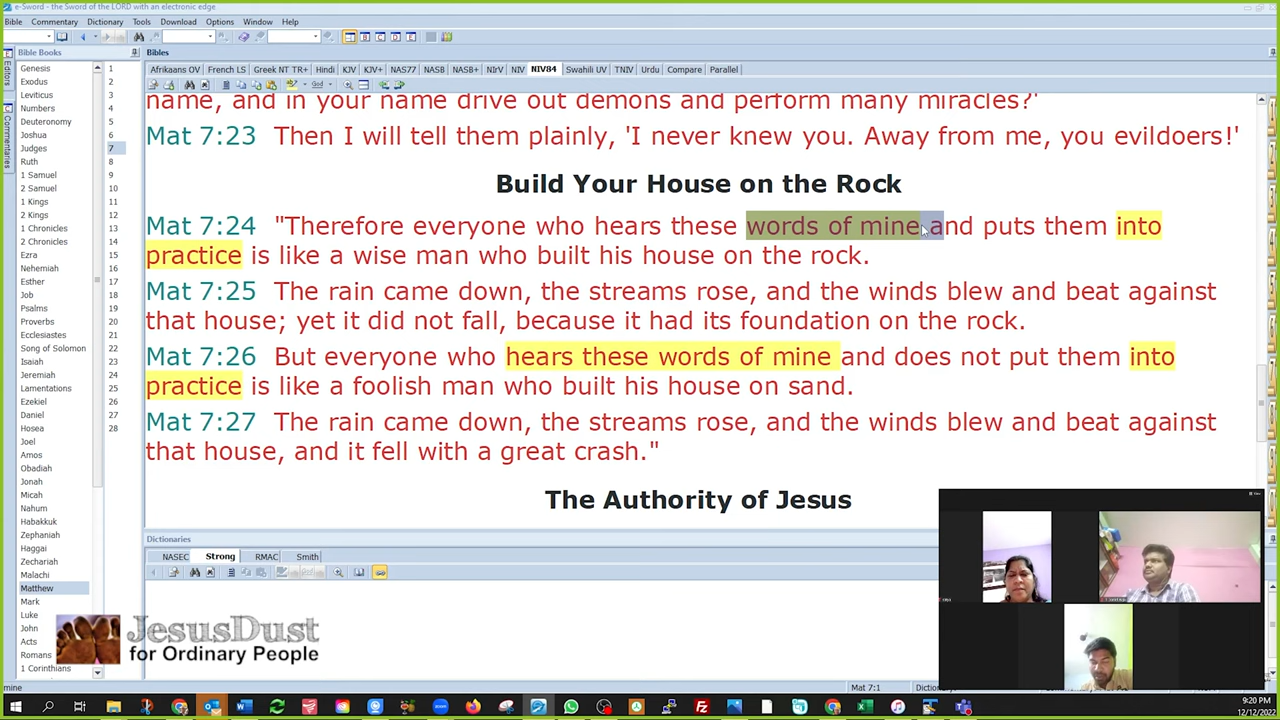 e-Sword - the Sword of the LORD with an electronic edge
Bible Commentary Dictionary Tools Download Options Window Help
B C D E
Bible Books
Bibles
Editors
Commentaries
Genesis
Exodus
Leviticus
Numbers
Deuteronomy
Joshua
Judges
Ruth
1 Samuel
2 Samuel
1 Kings
2 Kings
1 Chronicles
2 Chronicles
Ezra
Nehemiah
Esther
Job
Psalms
Proverbs
Ecclesiastes
Song of Solomon
Isaiah
Jeremiah
Lamentations
Ezekiel
Daniel
Hosea
Joel
Amos
Obadiah
Jonah
Micah
Nahum
Habakkuk
Zephaniah
Haggai
Zechariah
Malachi
Matthew
Mark
Luke
John
Acts
Romans
1 Corinthians
1
2
3
4
5
6
7
8
9
10
11
12
13
14
15
16
17
18
19
20
21
22
23
24
25
26
27
28
Afrikaans OV French LS Greek NT TR+ Hindi KJV KJV+ NAS77 NASB NASB+ NIrV NIV NIV84 Swahili UV TNIV Urdu Compare Parallel
name, and in your name drive out demons and perform many miracles?'
Mat 7:23 Then I will tell them plainly, 'I never knew you. Away from me, you evildoers!'
Build Your House on the Rock
Mat 7:24 "Therefore everyone who hears these words of mine and puts them into
practice is like a wise man who built his house on the rock.
Mat 7:25 The rain came down, the streams rose, and the winds blew and beat against
that house; yet it did not fall, because it had its foundation on the rock.
Mat 7:26 But everyone who hears these words of mine and does not put them into
practice is like a foolish man who built his house on sand.
Mat 7:27 The rain came down, the streams rose, and the winds blew and beat against
that house, and it fell with a great crash."
The Authority of Jesus
Dictionaries
NASEC Strong RMAC Smith
JesusDust
for Ordinary People
mine
Mat 7:1
9:20 PM
12/12/2022